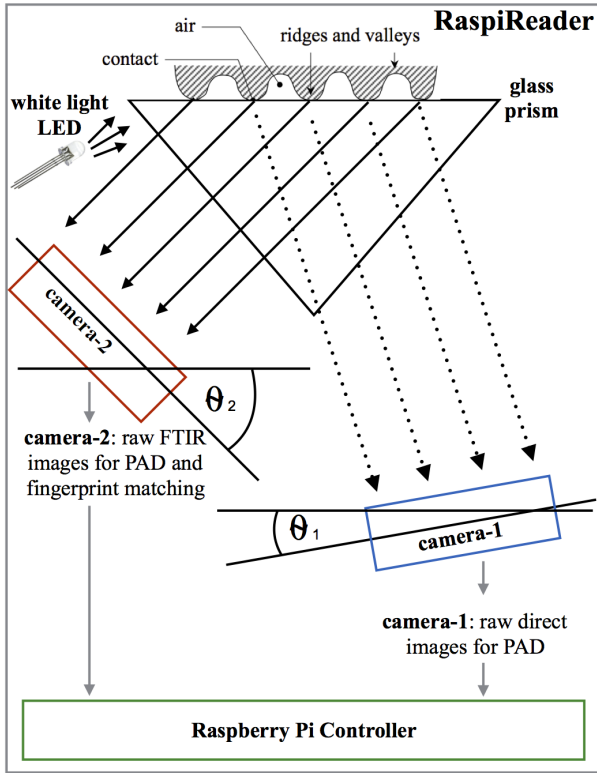 RaspiReader
air
ridges and valleys
contact
glass
prism
white light
LED
camera-2
θ2
camera-2: raw FTIR
images for PAD and
fingerprint matching
θ1
camera-1
camera-1: raw direct
images for PAD
Raspberry Pi Controller